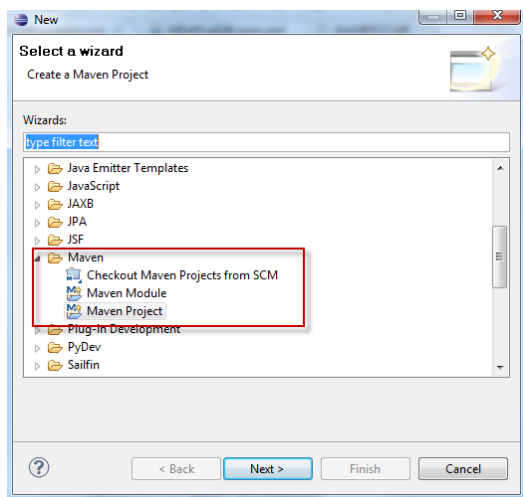 New
Select a wizard
Create a Maven Project
Wizards:
type filter text
Java Emitter Templates
JavaScript
JAXB
JPA
JSF
Maven
Checkout Maven Projects from SCM
Maven Module
Maven Project
Plug-in Development
PyDev
Sailfin
?
< Back
Next >
Finish
Cancel